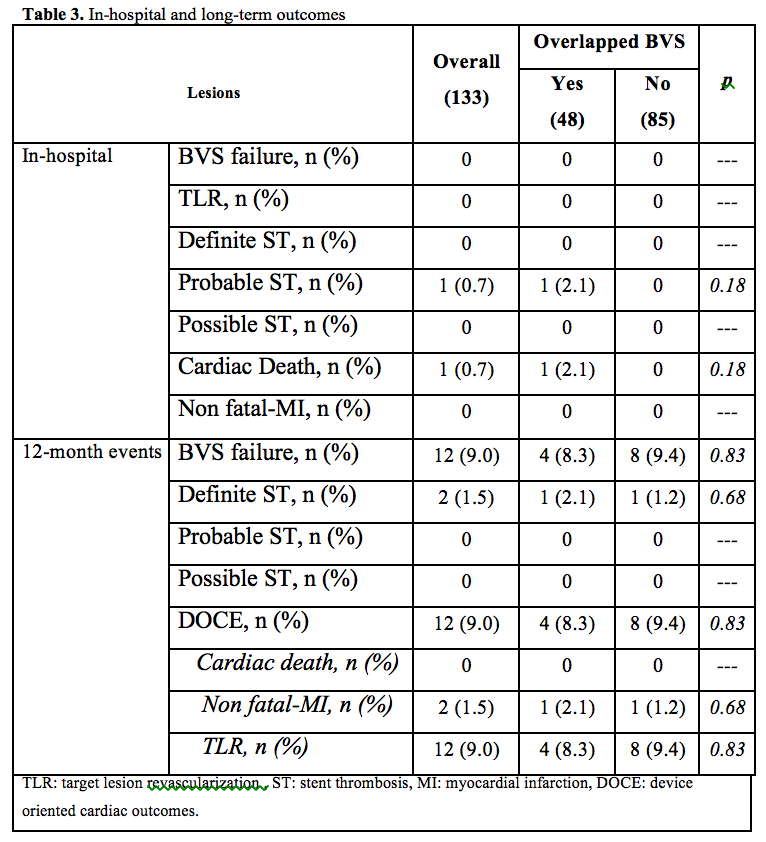 Table 3. In-hospital and long-term outcomes
Lesions Overall (133) Overlapped BVS p
Yes (48) No (85)
In-hospital BVS failure, n (%) 0 0 0 ---
TLR, n (%) 0 0 0 ---
Definite ST, n (%) 0 0 0 ---
Probable ST, n (%) 1 (0.7) 1 (2.1) 0 0.18
Possible ST, n (%) 0 0 0 ---
Cardiac Death, n (%) 1 (0.7) 1 (2.1) 0 0.18
Non fatal-MI, n (%) 0 0 0 ---
12-month events BVS failure, n (%) 12 (9.0) 4 (8.3) 8 (9.4) 0.83
Definite ST, n (%) 2 (1.5) 1 (2.1) 1 (1.2) 0.68
Probable ST, n (%) 0 0 0 ---
Possible ST, n (%) 0 0 0 ---
DOCE, n (%) 12 (9.0) 4 (8.3) 8 (9.4) 0.83
Cardiac death, n (%) 0 0 0 ---
Non fatal-MI, n (%) 2 (1.5) 1 (2.1) 1 (1.2) 0.68
TLR, n (%) 12 (9.0) 4 (8.3) 8 (9.4) 0.83
TLR: target lesion revascularization, ST: stent thrombosis, MI: myocardial infarction, DOCE: device
oriented cardiac outcomes.